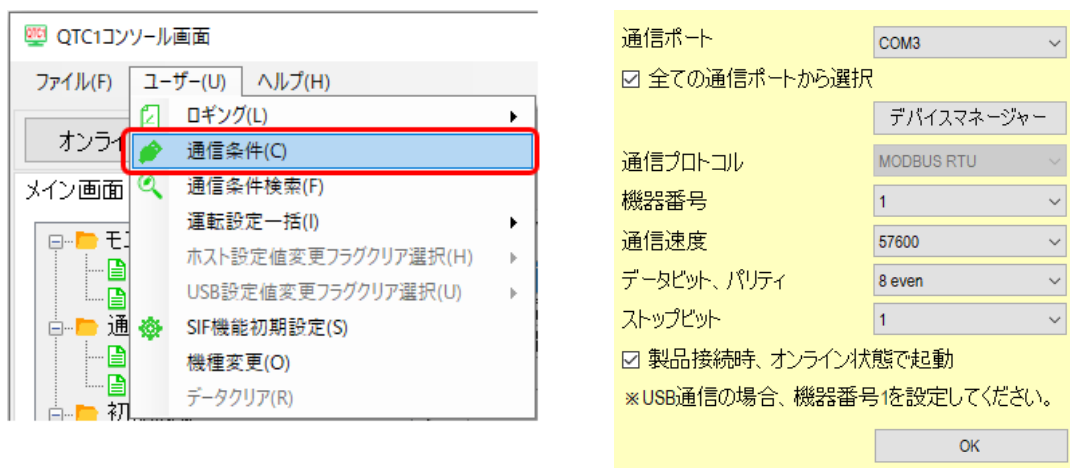 QTC1コンソール画面
ファイル(F) ユーザー(U) ヘルプ(H)
オンライ
ロギング(L)
通信条件(C)
メイン画面
通信条件検索(F)
運転設定一括(I)
モニ
ホスト設定値変更フラグクリア選択(H)
USB設定値変更フラグクリア選択(U)
通
SIF機能初期設定(S)
機種変更(O)
データクリア(R)
初
通信ポート COM3
全ての通信ポートから選択
デバイスマネージャー
通信プロトコル MODBUS RTU
機器番号 1
通信速度 57600
データビット、パリティ 8 even
ストップビット 1
製品接続時、オンライン状態で起動
※USB通信の場合、機器番号1を設定してください。
OK